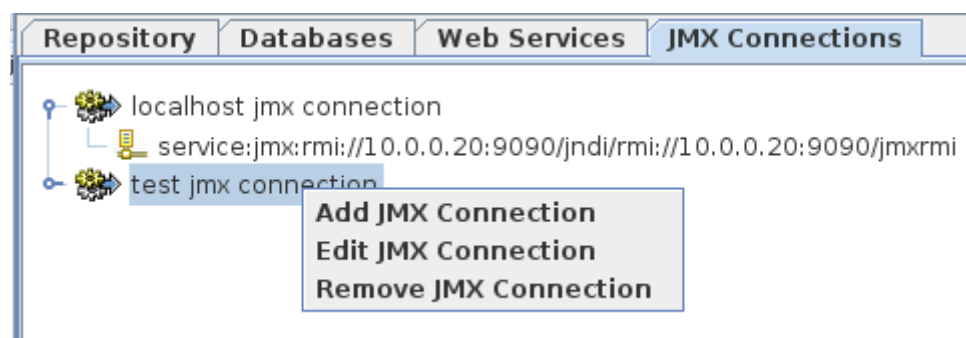 Repository Databases Web Services JMX Connections
localhost jmx connection
service:jmx:rmi://10.0.0.20:9090/jndi/rmi://10.0.0.20:9090/jmxrmi
test jmx connection
Add JMX Connection
Edit JMX Connection
Remove JMX Connection